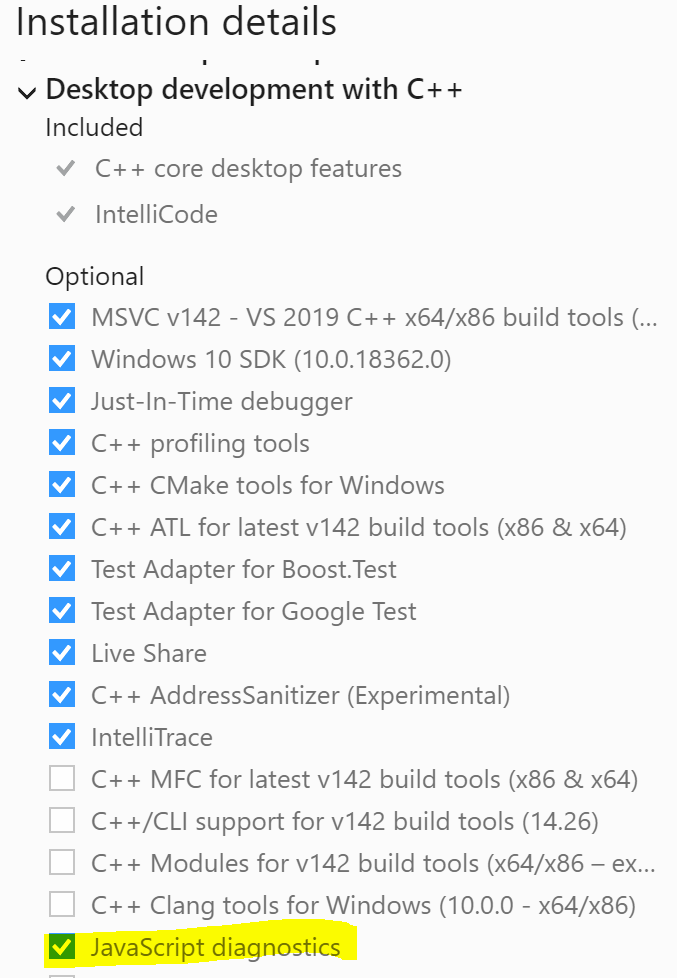 Installation details
Desktop development with C++
Included
C++ core desktop features
IntelliCode
Optional
MSVC v142 - VS 2019 C++ x64/x86 build tools (...
Windows 10 SDK (10.0.18362.0)
Just-In-Time debugger
C++ profiling tools
C++ CMake tools for Windows
C++ ATL for latest v142 build tools (x86 & x64)
Test Adapter for Boost.Test
Test Adapter for Google Test
Live Share
C++ AddressSanitizer (Experimental)
IntelliTrace
C++ MFC for latest v142 build tools (x86 & x64)
C++/CLI support for v142 build tools (14.26)
C++ Modules for v142 build tools (x64/x86 – ex...
C++ Clang tools for Windows (10.0.0 - x64/x86)
JavaScript diagnostics